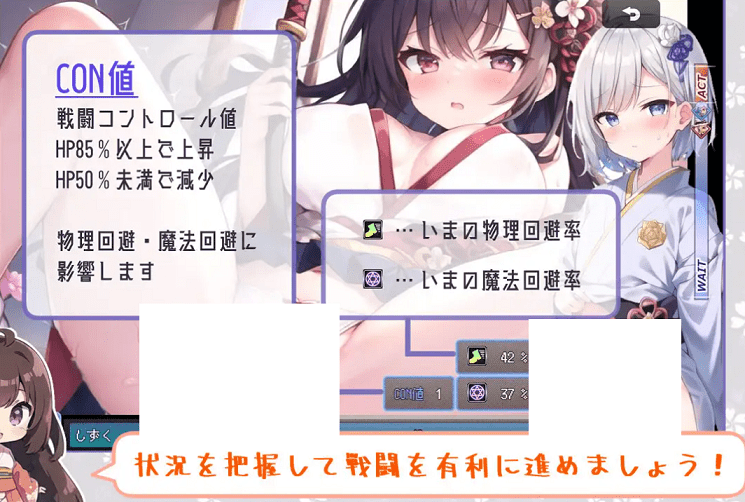 CON値
戦闘コントロール値
HP85％以上で上昇
HP50％未満で減少
物理回避・魔法回避に
影響します
… いまの物理回避率
… いまの魔法回避率
ACT
WAIT
42 %
CON値 1
37 %
しずく
状況を把握して戦闘を有利に進めましょう！